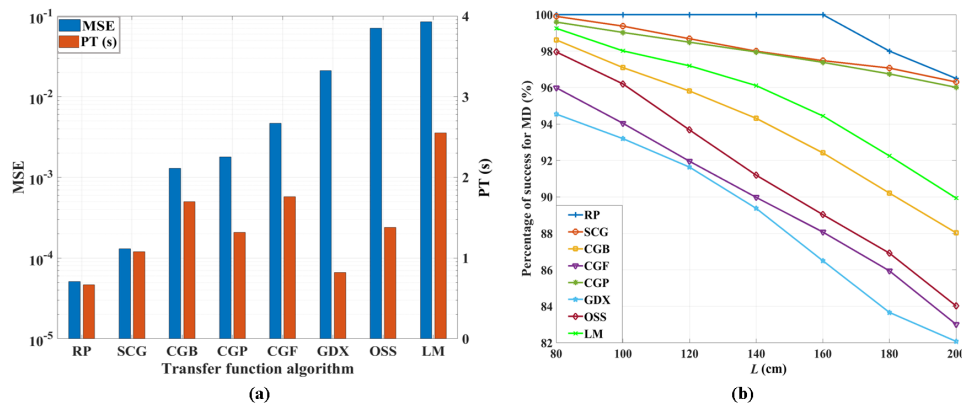 10^-1
10^-2
10^-3
10^-4
10^-5
MSE
MSE
PT (s)
4
3
2
1
0
PT (s)
RP SCG CGB CGP CGF GDX OSS LM
Transfer function algorithm
(a)
100
98
96
94
92
90
88
86
84
82
Percentage of success for MD (%)
RP
SCG
CGB
CGF
CGP
GDX
OSS
LM
80 100 120 140 160 180 200
L (cm)
(b)